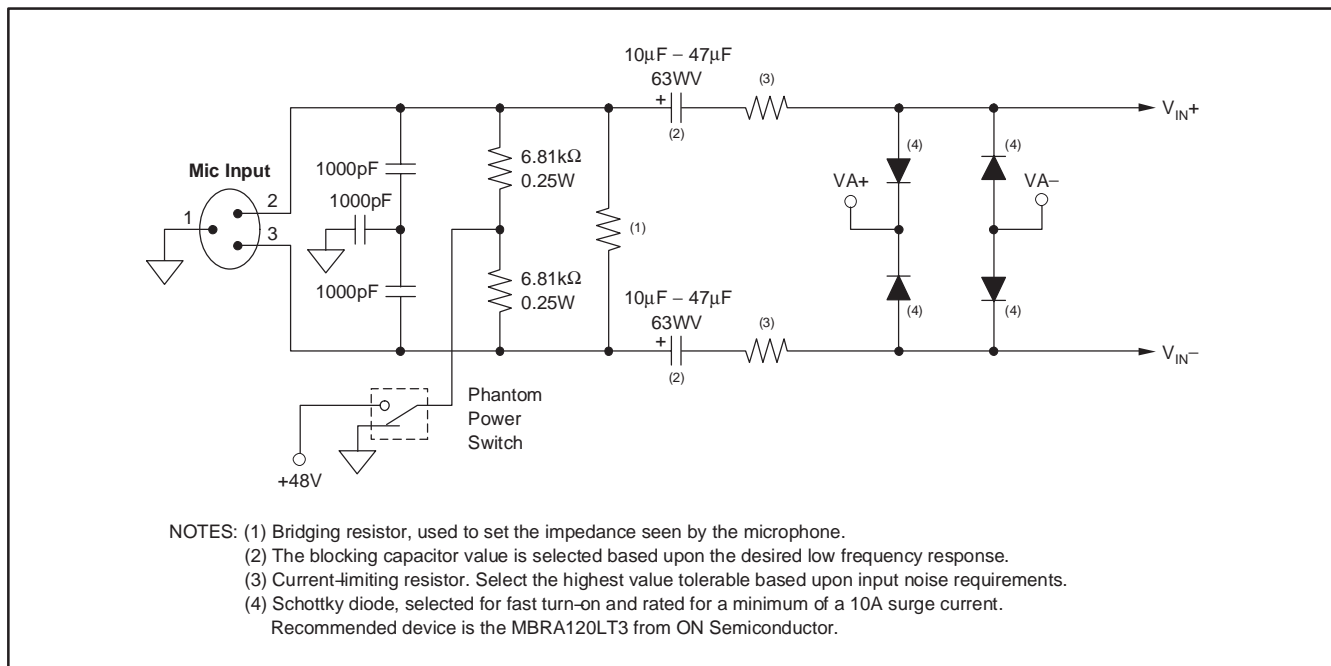 10μF – 47μF
63WV
(3)
+
(2)
VIN+
6.81kΩ
0.25W
(4)
(4)
1000pF
Mic Input
VA+
VA–
1000pF
2
1
3
(1)
6.81kΩ
0.25W
1000pF
(4)
(4)
10μF – 47μF
63WV
(3)
+
(2)
VIN–
Phantom
Power
Switch
+48V
NOTES: (1) Bridging resistor, used to set the impedance seen by the microphone.
(2) The blocking capacitor value is selected based upon the desired low frequency response.
(3) Current-limiting resistor. Select the highest value tolerable based upon input noise requirements.
(4) Schottky diode, selected for fast turn-on and rated for a minimum of a 10A surge current.
Recommended device is the MBRA120LT3 from ON Semiconductor.